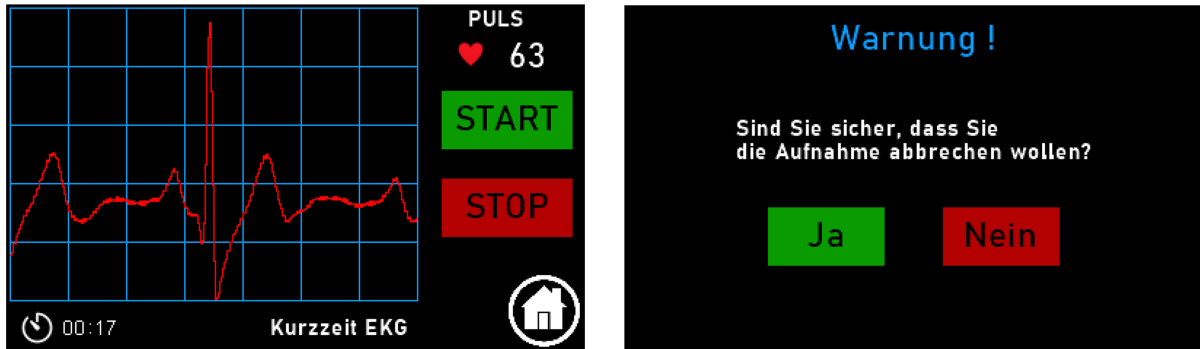 PULS
63
START
STOP
00:17
Kurzzeit EKG
Warnung !
Sind Sie sicher, dass Sie
die Aufnahme abbrechen wollen?
Ja
Nein